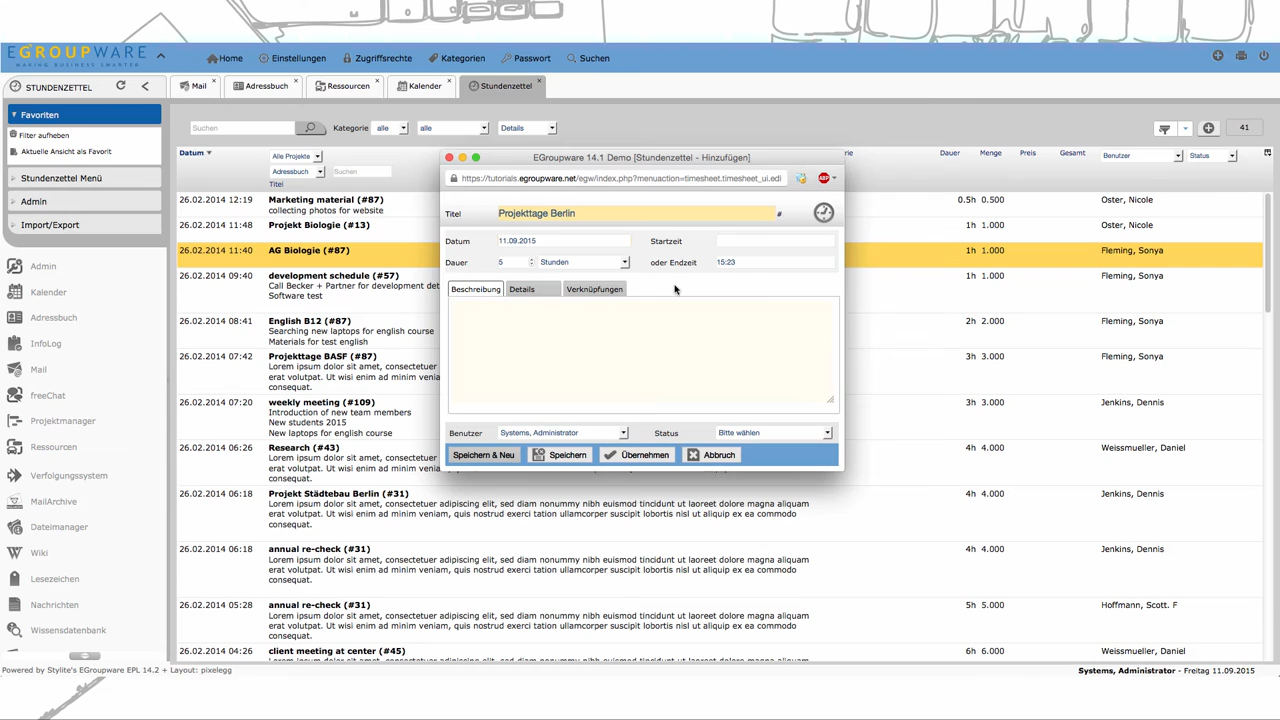 EGROUPWARE
MAKING BUSINESS SMARTER
Home Einstellungen Zugriffsrechte Kategorien Passwort Suchen
STUNDENZETTEL
Mail Adressbuch Ressourcen Kalender Stundenzettel
Favoriten
Filter aufheben
Aktuelle Ansicht als Favorit
Stundenzettel Menü
Admin
Import/Export
Admin
Kalender
Adressbuch
InfoLog
Mail
freeChat
Projektmanager
Ressourcen
Verfolgungssystem
MailArchive
Dateimanager
Wiki
Lesezeichen
Nachrichten
Wissensdatenbank
Suchen Kategorie alle alle Details 41
Datum Alle Projekte Dauer Menge Preis Gesamt Benutzer Status
Adressbuch Suchen
Titel
26.02.2014 12:19 Marketing material (#87) 0.5h 0.500 Oster, Nicole
collecting photos for website
26.02.2014 11:40 Projekt Biologie (#13) 1h 1.000 Oster, Nicole
26.02.2014 11:40 AG Biologie (#87) 1h 1.000 Fleming, Sonya
26.02.2014 09:40 development schedule (#57) 1h 1.000 Fleming, Sonya
Call Becker + Partner for development det
Software test
26.02.2014 08:41 English B12 (#87) 2h 2.000 Fleming, Sonya
Searching new laptops for english course
Materials for test english
26.02.2014 07:42 Projekttage BASF (#87) 3h 3.000 Fleming, Sonya
Lorem ipsum dolor sit amet, consectetuer
erat volutpat. Ut wisi enim ad minim veniam,
consequat.
26.02.2014 07:20 weekly meeting (#109) 3h 3.000 Jenkins, Dennis
Introduction of new team members
New students 2015
New laptops for english course
26.02.2014 06:18 Research (#43) 4h 4.000 Weissmueller, Daniel
Lorem ipsum dolor sit amet, consectetuer
erat volutpat. Ut wisi enim ad minim veniam,
consequat.
26.02.2014 06:18 Projekt Städtebau Berlin (#31) 4h 4.000 Jenkins, Dennis
Lorem ipsum dolor sit amet, consectetuer adipiscing elit, sed diam nonummy nibh euismod tincidunt ut laoreet dolore magna aliquam
erat volutpat. Ut wisi enim ad minim veniam, quis nostrud exerci tation ullamcorper suscipit lobortis nisl ut aliquip ex ea commodo
consequat.
26.02.2014 06:18 annual re-check (#31) 4h 4.000 Jenkins, Dennis
Lorem ipsum dolor sit amet, consectetuer adipiscing elit, sed diam nonummy nibh euismod tincidunt ut laoreet dolore magna aliquam
erat volutpat. Ut wisi enim ad minim veniam, quis nostrud exerci tation ullamcorper suscipit lobortis nisl ut aliquip ex ea commodo
consequat.
26.02.2014 05:28 annual re-check (#31) 5h 5.000 Hoffmann, Scott. F
Lorem ipsum dolor sit amet, consectetuer adipiscing elit, sed diam nonummy nibh euismod tincidunt ut laoreet dolore magna aliquam
erat volutpat. Ut wisi enim ad minim veniam, quis nostrud exerci tation ullamcorper suscipit lobortis nisl ut aliquip ex ea commodo
consequat.
26.02.2014 04:26 client meeting at center (#45) 6h 6.000 Weissmueller, Daniel
EGroupware 14.1 Demo [Stundenzettel - Hinzufügen]
https://tutorials.egroupware.net/egw/index.php?menuaction=timesheet.timesheet_ui.edi
ABP
Titel Projekttage Berlin #
Datum 11.09.2015 Startzeit
Dauer 5 Stunden oder Endzeit 15:23
Beschreibung Details Verknüpfungen
Benutzer Systems, Administrator Status Bitte wählen
Speichern & Neu Speichern Übernehmen Abbruch
Powered by Stylite's EGroupware EPL 14.2 + Layout: pixelegg
Systems, Administrator - Freitag 11.09.2015